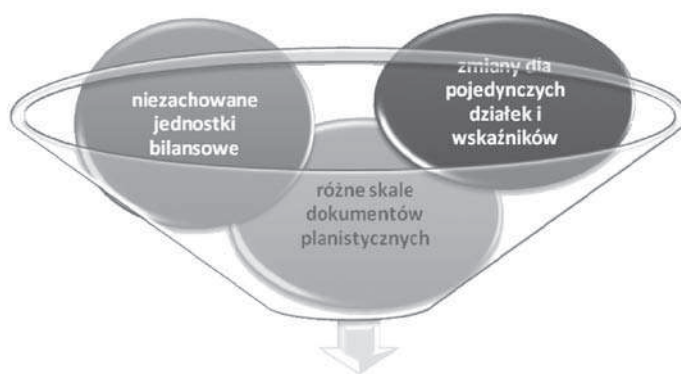 niezachowane
jednostki
bilansowe
zmiany dla
pojedynczych
działek i
wskaźników
różne skale
dokumentów
planistycznych